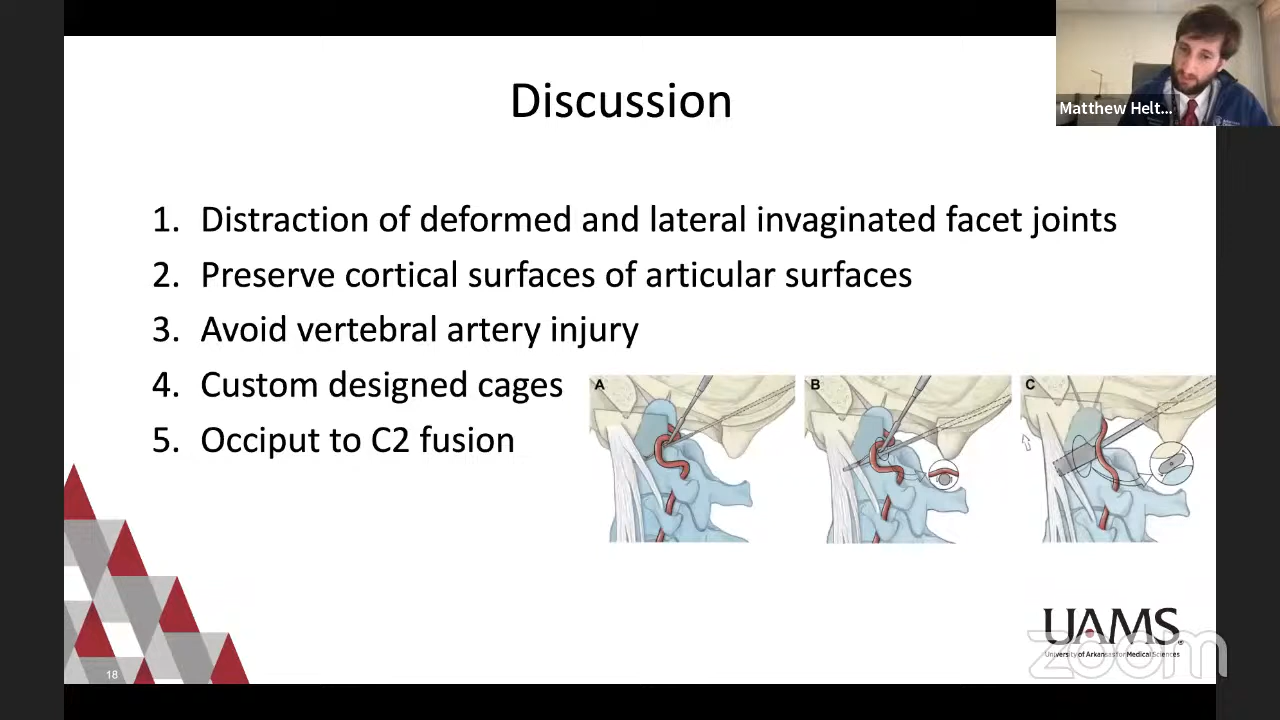 Discussion
Matthew Helt...
1. Distraction of deformed and lateral invaginated facet joints
2. Preserve cortical surfaces of articular surfaces
3. Avoid vertebral artery injury
4. Custom designed cages
5. Occiput to C2 fusion
A
B
C
UAMS®
University of Arkansas for Medical Sciences
zoom
18